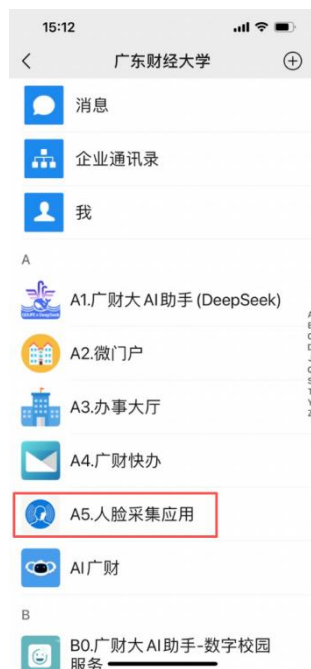 15:12
广东财经大学
消息
企业通讯录
我
A
A1.广财大AI助手(DeepSeek)
A2.微门户
A3.办事大厅
A4.广财快办
A5.人脸采集应用
AI广财
B
B0.广财大AI助手-数字校园
服务